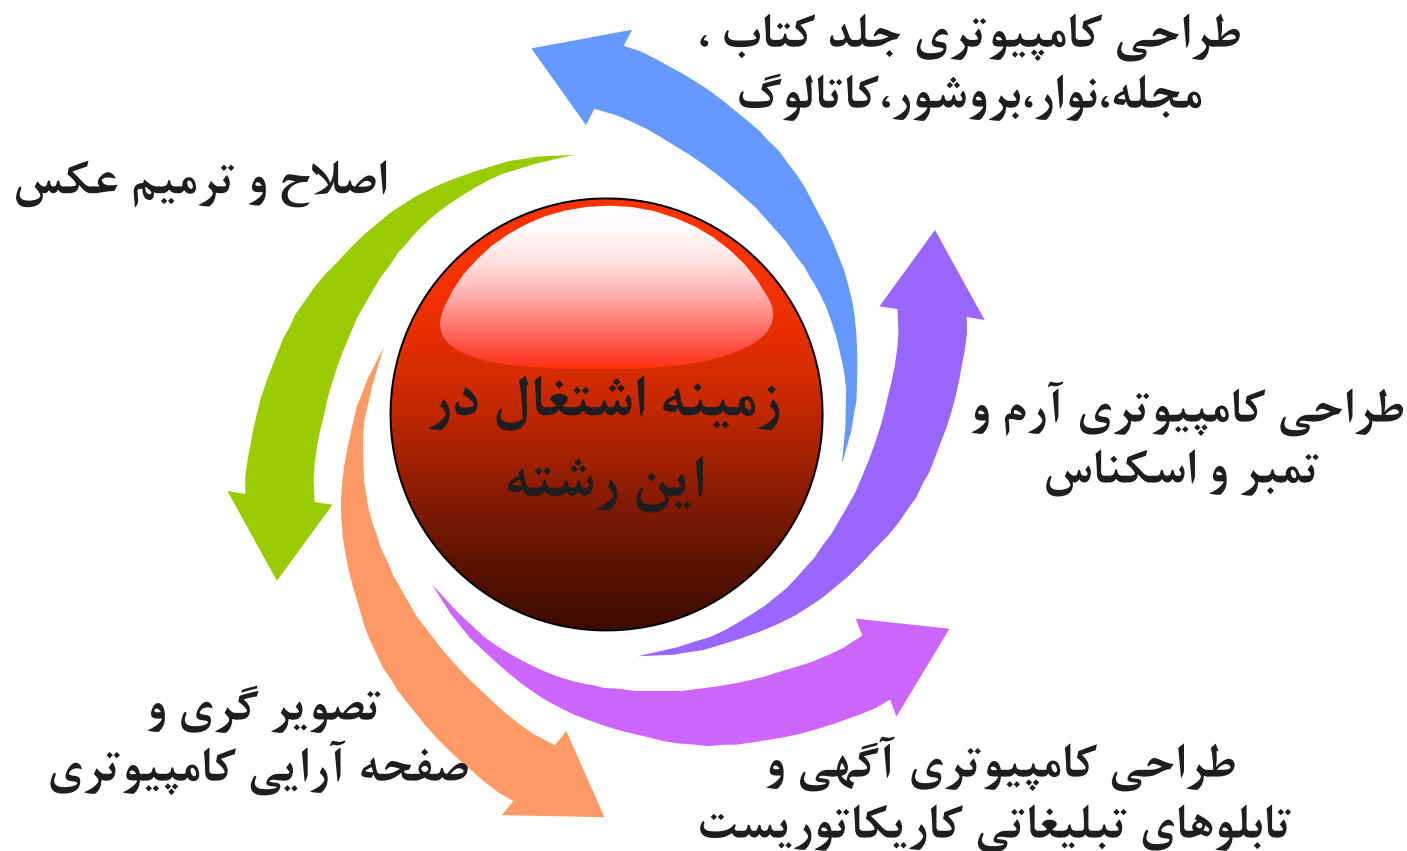 طراحی کامپیوتری جلد کتاب ،
مجله،نوار،بروشور،کاتالوگ
اصلاح و ترمیم عکس
زمینه اشتغال در
این رشته
طراحی کامپیوتری آرم و
تمبر و اسکناس
تصویر گری و
صفحه آرایی کامپیوتری
طراحی کامپیوتری آگهی و
تابلوهای تبلیغاتی کاریکاتوریست